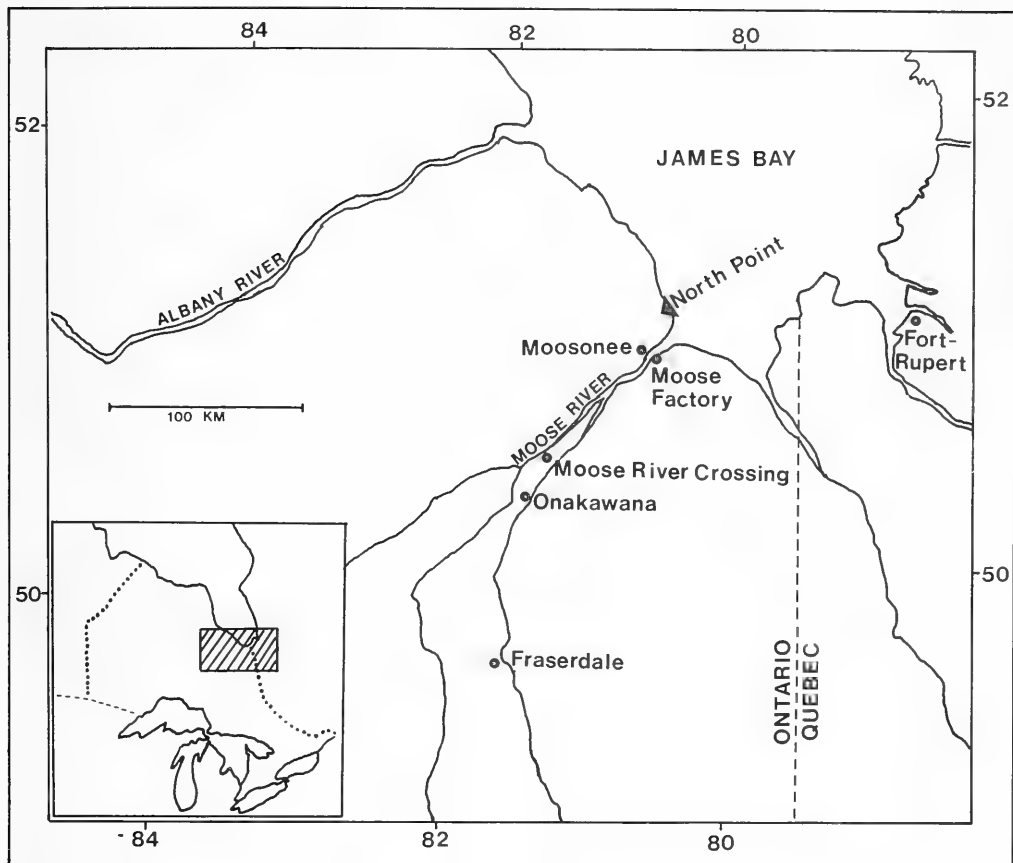 84 82 80
52 52
JAMES BAY
ALBANY RIVER
North Point
Moosonee
Fort-
Rupert
Moose
Factory
100 KM
MOOSE RIVER
Moose River Crossing
Onakawana
50 50
Fraserdale
ONTARIO
QUEBEC
84 82 80